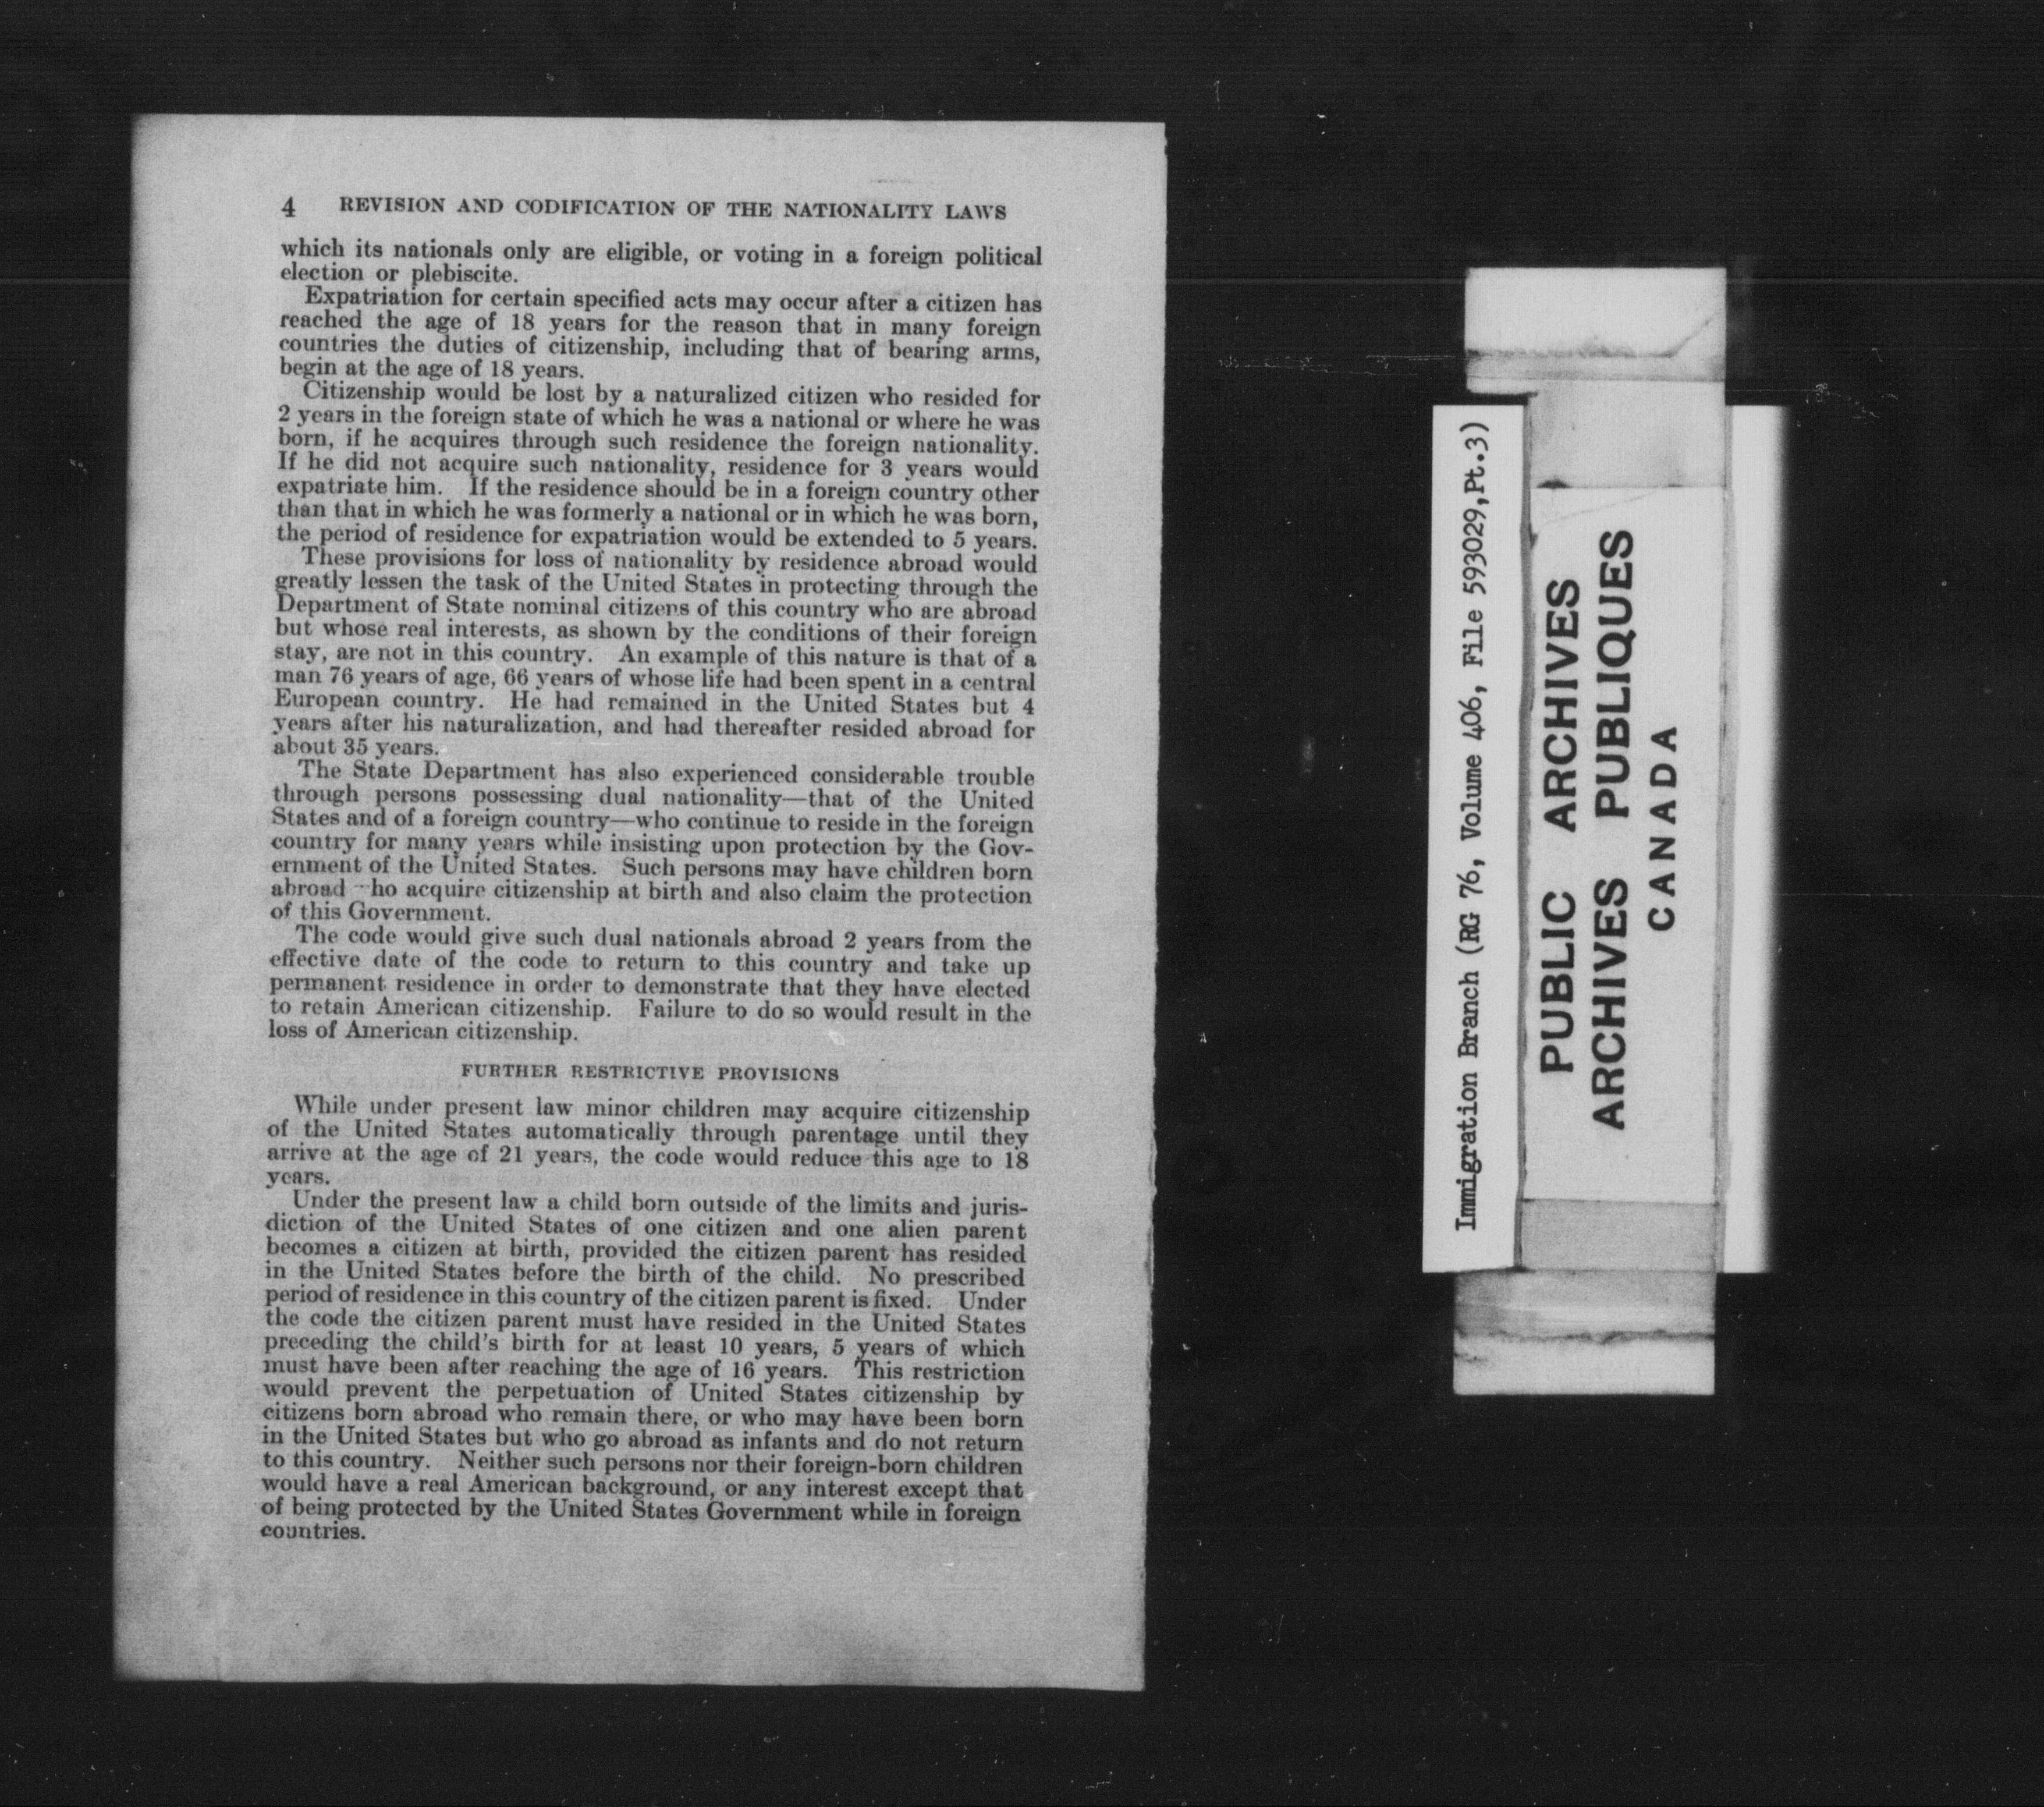 4 REVISION AND CODIFICATION OF THE NATIONALITY LAWS
which its nationals only are eligible, or voting in a foreign political
election or plebiscite.
Expatriation for certain specified acts may occur after a citizen has
reached the age of 18 years for the reason that in many foreign
countries the duties of citizenship, including that of bearing arms,
begin at the age of 18 years.
Citizenship would be lost by a naturalized citizen who resided for
2 years in the foreign state of which he was a national or where he was
born, if he acquires through such residence the foreign nationality.
If he did not acquire such nationality, residence for 3 years would
expatriate him. If the residence should be in a foreign country other
than that in which he was formerly a national or in which he was born,
the period of residence for expatriation would be extended to 5 years.
These provisions for loss of nationality by residence abroad would
greatly lessen the task of the United States in protecting through the
Department of State nominal citizens of this country who are abroad
but whose real interests, as shown by the conditions of their foreign
stay, are not in this country. An example of this nature is that of a
man 76 years of age, 66 years of whose life had been spent in a central
European country. He had remained in the United States but 4
years after his naturalization, and had thereafter resided abroad for
about 35 years.
The State Department has also experienced considerable trouble
through persons possessing dual nationality—that of the United
States and of a foreign country—who continue to reside in the foreign
country for many years while insisting upon protection by the Gov-
ernment of the United States. Such persons may have children born
abroad ho acquire citizenship at birth and also claim the protection
of this Government.
The code would give such dual nationals abroad 2 years from the
effective date of the code to return to this country and take up
permanent residence in order to demonstrate that they have elected
to retain American citizenship. Failure to do so would result in the
loss of American citizenship.
FURTHER RESTRICTIVE PROVISIONS
While under present law minor children may acquire citizenship
of the United States automatically through parentage until they
arrive at the age of 21 years, the code would reduce this age to 18
years.
Under the present law a child born outside of the limits and juris-
diction of the United States of one citizen and one alien parent
becomes a citizen at birth, provided the citizen parent has resided
in the United States before the birth of the child. No prescribed
period of residence in this country of the citizen parent is fixed. Under
the code the citizen parent must have resided in the United States
preceding the child's birth for at least 10 years, 5 years of which
must have been after reaching the age of 16 years. This restriction
would prevent the perpetuation of United States citizenship by
citizens born abroad who remain there, or who may have been born
in the United States but who go abroad as infants and do not return
to this country. Neither such persons nor their foreign-born children
would have a real American background, or any interest except that
of being protected by the United States Government while in foreign
countries.
Immigration Branch (RG 76, Volume 406, File 593029,Pt.3)
PUBLIC ARCHIVES
ARCHIVES PUBLIQUES
CANADA